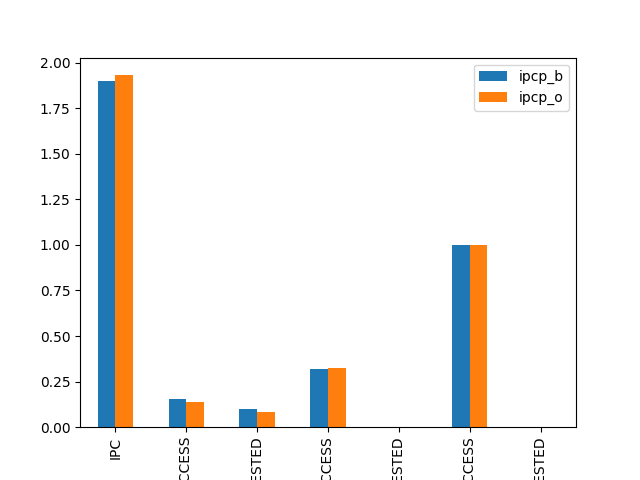 2.00
1.75
1.50
1.25
1.00
0.75
0.50
0.25
0.00
ipcp_b
ipcp_o
IPC
CCESS
ESTED
CCESS
ESTED
CCESS
ESTED